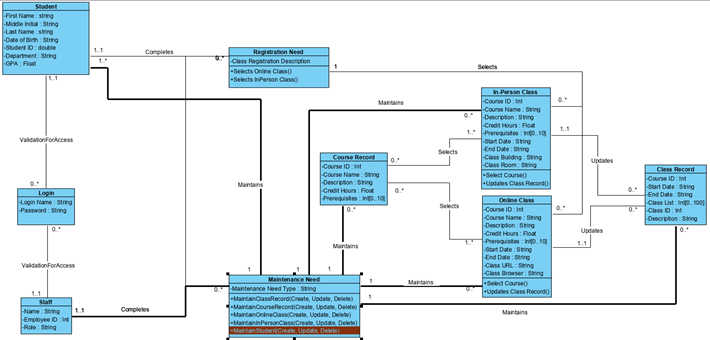 Student
-First Name : string
-Middle Initial : String
-Last Name : string
-Date of Birth : String
-Student ID : double
-Department : string
-GPA : Float
1..1
1..*
Completes
0..*
Registration Need
-Class Registration Description
+Selects Online Class()
+Selects InPerson Class()
1
Selects
1..1
ValidationForAccess
0..*
Login
-Login Name : String
-Password : String
0..*
ValidationForAccess
1..1
Staff
-Name : String
-Employee ID : Int
-Role : String
1..1
Completes
0..*
Maintains
Maintains
0..*
In-Person Class
-Course ID : Int
-Course Name : String
-Description : String
-Credit Hours : Float
-Prerequisites : Int[0..10]
-Start Date : String
-End Date : String
-Class Building : String
-Class Room : String
+Select Course()
+Updates Class Record()
0..*
1..1
1..*
Selects
Updates
0..*
Course Record
-Course ID : Int
-Course Name : String
-Description : String
-Credit Hours : Float
-Prerequisites : Int[0..10]
0..*
0..*
Selects
1..*
0..*
Maintains
1
Online Class
-Course ID : Int
-Course Name : String
-Description : String
-Credit Hours : Float
-Prerequisites : Int[0..10]
-Start Date : String
-End Date : String
-Class URL : String
-Class Browser : String
+Select Course()
+Updates Class Record()
0..*
1..1
Updates
0..*
Class Record
-Course ID : Int
-Start Date : String
-End Date : String
-Class List : Int[0..100]
-Class ID : Int
-Description : String
0..*
Maintenance Need
-Maintenance Need Type : String
+MaintainClassRecord(Create, Update, Delete)
+MaintainCourseRecord(Create, Update, Delete)
+MaintainOnlineClass(Create, Update, Delete)
+MaintainInPersonClass(Create, Update, Delete)
+MaintainStudent(Create, Update, Delete)
1
1
1
Maintains
0..*
1
Maintains